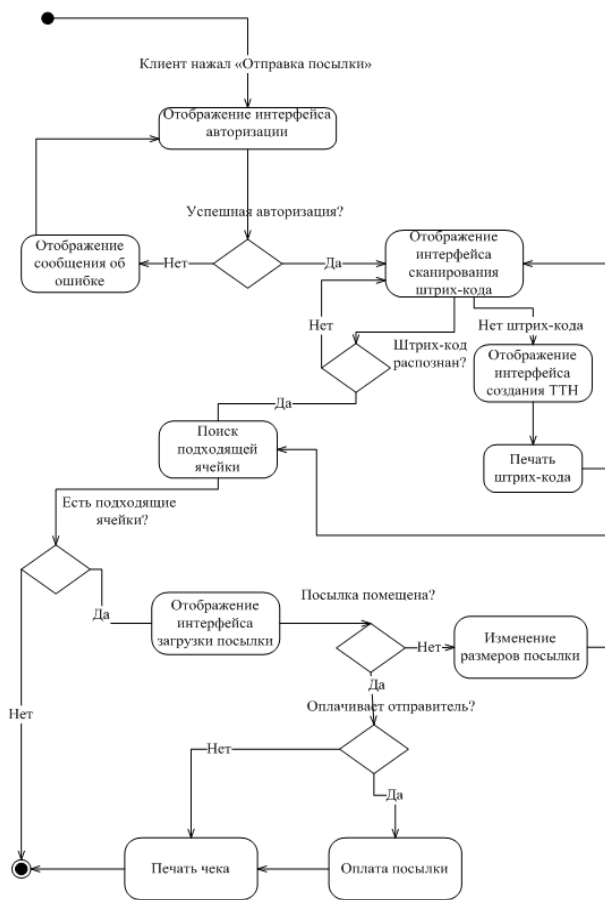 Клиент нажал «Отправка посылки»
Отображение интерфейса
авторизации
Успешная авторизация?
Отображение
сообщения об
ошибке
Нет
Да
Отображение
интерфейса
сканирования
штрих-кода
Нет
Штрих-код
распознан?
Нет штрих-кода
Отображение
интерфейса
создания ТТН
Да
Поиск
подходящей
ячейки
Печать
штрих-кода
Есть подходящие
ячейки?
Да
Отображение
интерфейса
загрузки посылки
Посылка помещена?
Нет
Изменение
размеров посылки
Да
Оплачивает отправитель?
Нет
Нет
Да
Печать чека
Оплата посылки